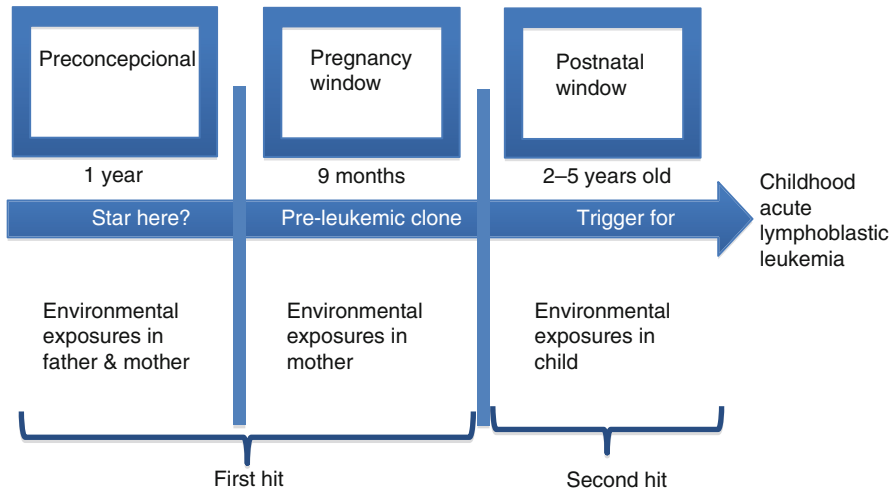 Preconcepcional
Pregnancy
window
Postnatal
window
1 year
9 months
2–5 years old
Star here?
Pre-leukemic clone
Trigger for
Childhood
acute
lymphoblastic
leukemia
Environmental
exposures in
father & mother
Environmental
exposures in
mother
Environmental
exposures in
child
First hit
Second hit